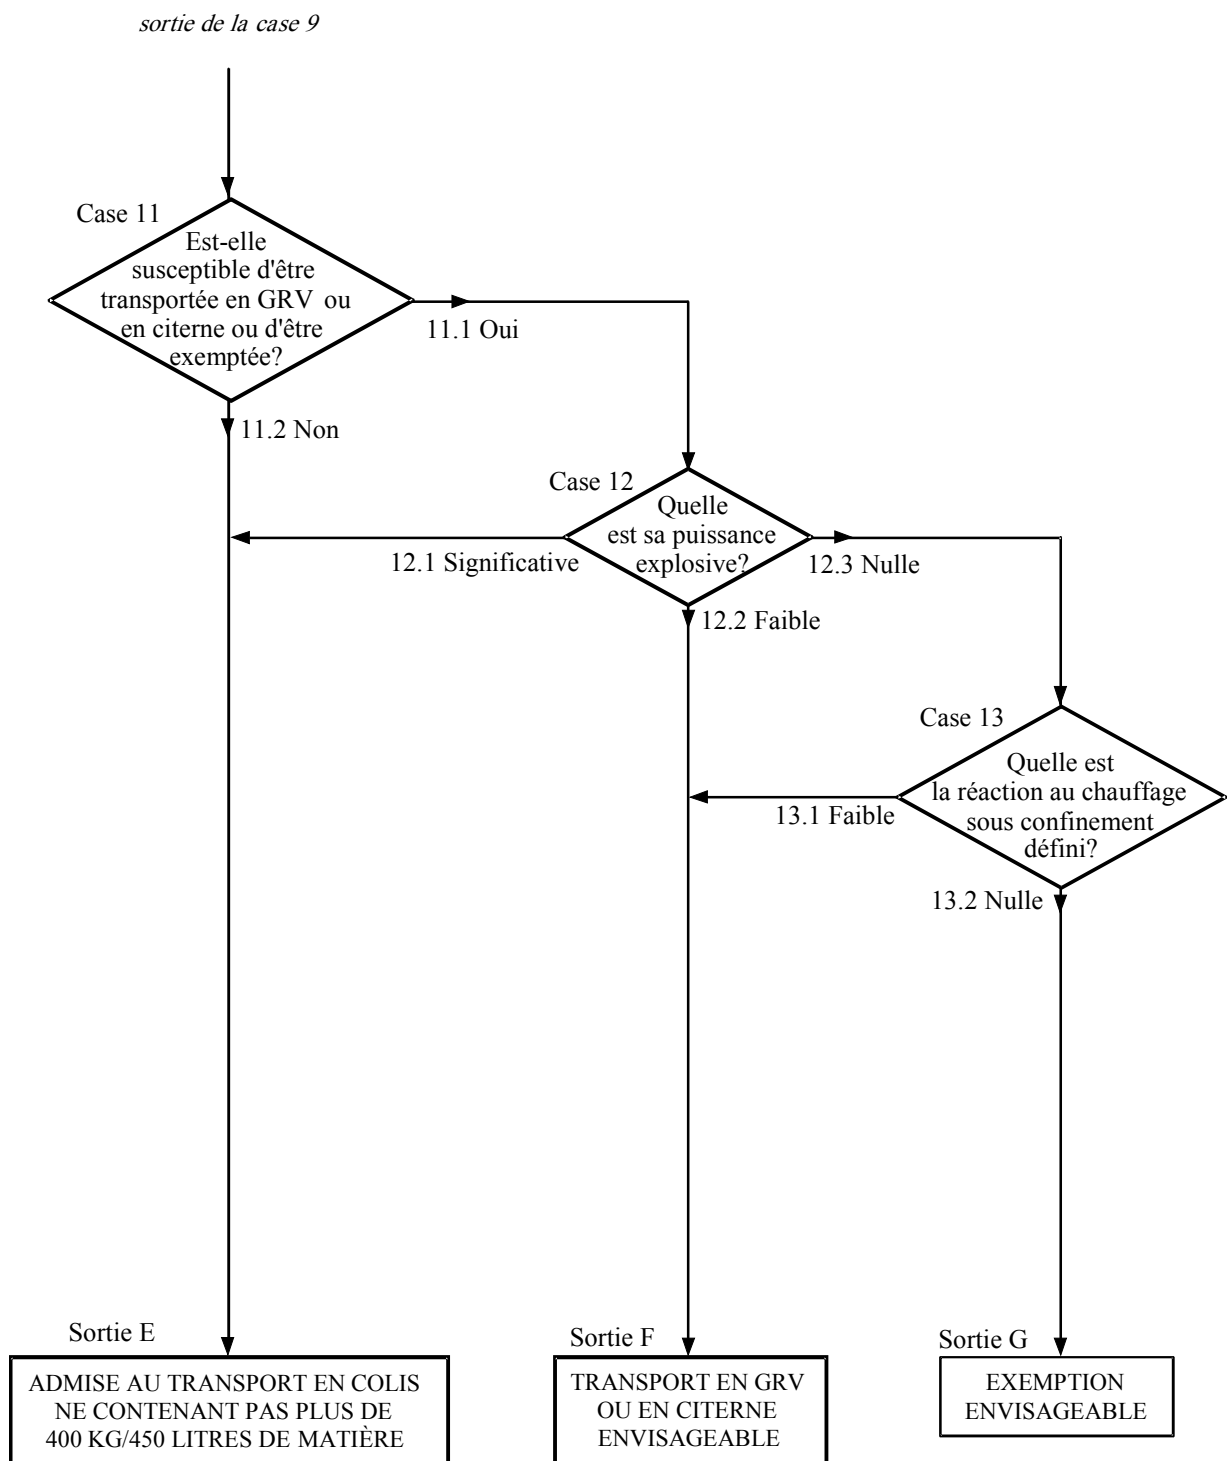 sortie de la case 9
Case 11
Est-elle
susceptible d'être
transportée en GRV ou
en citerne ou d'être
exemptée?
11.1 Oui
11.2 Non
Case 12
Quelle
est sa puissance
explosive?
12.1 Significative
12.3 Nulle
12.2 Faible
Case 13
Quelle est
la réaction au chauffage
sous confinement
défini?
13.1 Faible
13.2 Nulle
Sortie E
ADMISE AU TRANSPORT EN COLIS
NE CONTENANT PAS PLUS DE
400 KG/450 LITRES DE MATIÈRE
Sortie F
TRANSPORT EN GRV
OU EN CITERNE
ENVISAGEABLE
Sortie G
EXEMPTION
ENVISAGEABLE